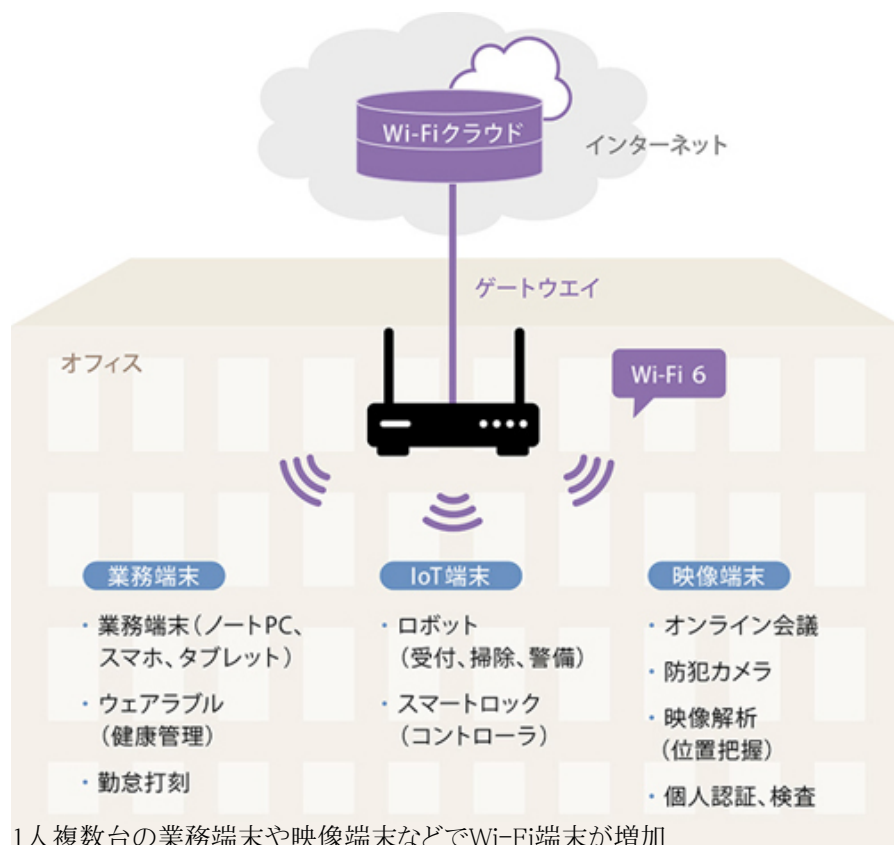 Wi-Fiクラウド
インターネット
ゲートウエイ
オフィス
Wi-Fi 6
業務端末
・業務端末（ノートPC、
スマホ、タブレット）
・ウェアラブル
（健康管理）
・勤怠打刻
IoT端末
・ロボット
（受付、掃除、警備）
・スマートロック
（コントローラ）
映像端末
・オンライン会議
・防犯カメラ
・映像解析
（位置把握）
・個人認証、検査
1人複数台の業務端末や映像端末などでWi-Fi端末が増加